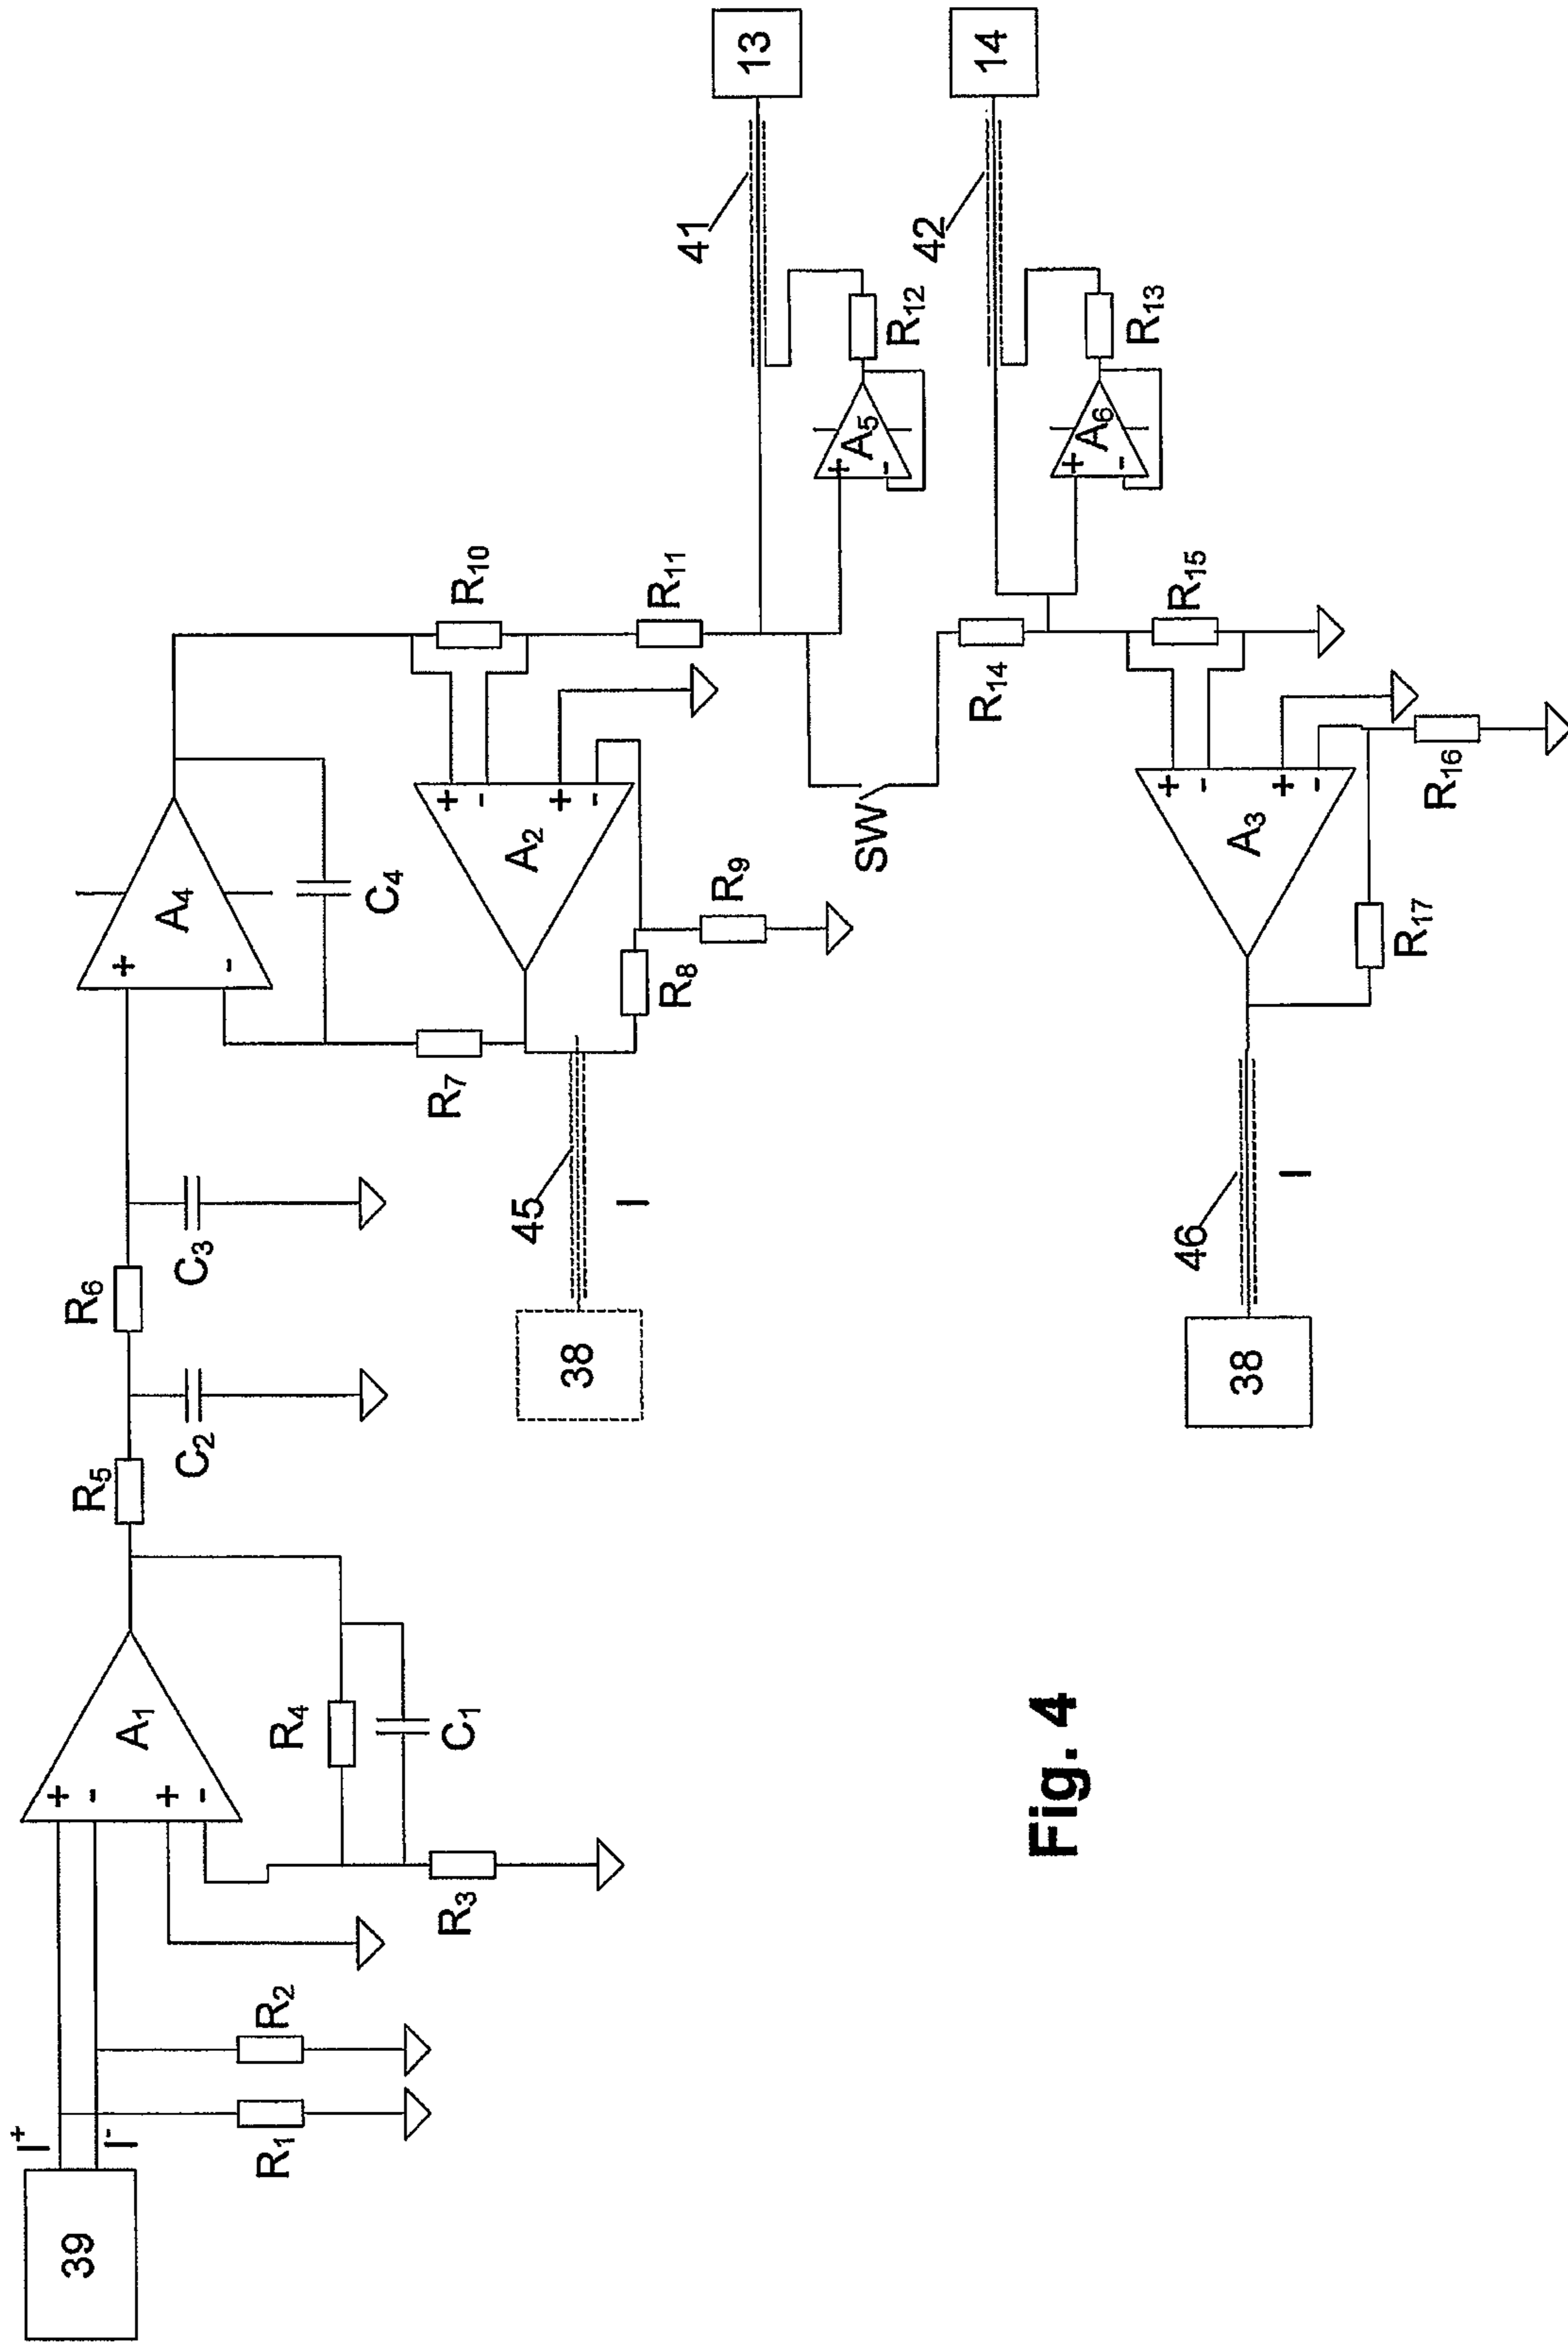 39
I+
I-
R1
R2
A1
+
-
+
-
R3
R4
C1
R5
C2
R6
C3
A4
+
-
C4
R7
A2
+
-
+
-
R8
R9
45
I
38
R10
R11
41
13
A5
+
-
R12
SW
42
14
A6
+
-
R13
R14
R15
A3
+
-
+
-
R16
R17
46
I
38
Fig. 4